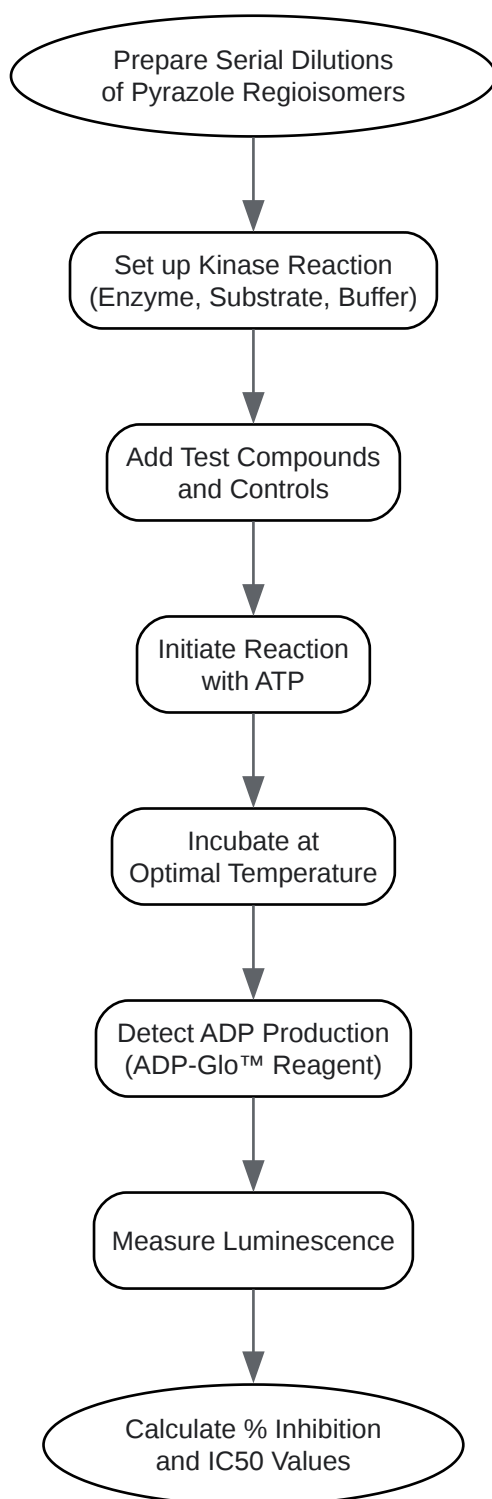 Prepare Serial Dilutions
of Pyrazole Regioisomers
Set up Kinase Reaction
(Enzyme, Substrate, Buffer)
Add Test Compounds
and Controls
Initiate Reaction
with ATP
Incubate at
Optimal Temperature
Detect ADP Production
(ADP-Glo™ Reagent)
Measure Luminescence
Calculate % Inhibition
and IC50 Values